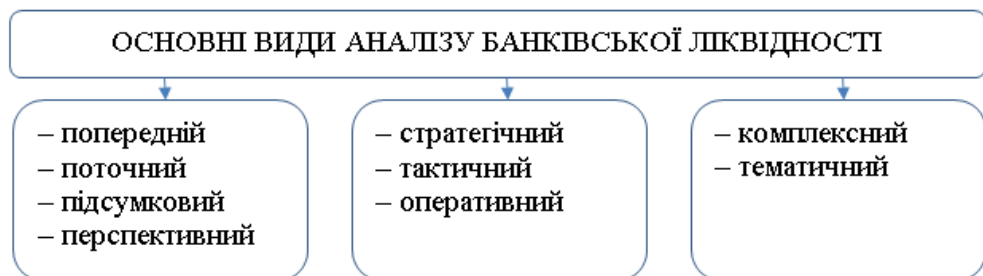 ОСНОВНІ ВИДИ АНАЛІЗУ БАНКІВСЬКОЇ ЛІКВІДНОСТІ
– попередній
– поточний
– підсумковий
– перспективний
– стратегічний
– тактичний
– оперативний
– комплексний
– тематичний